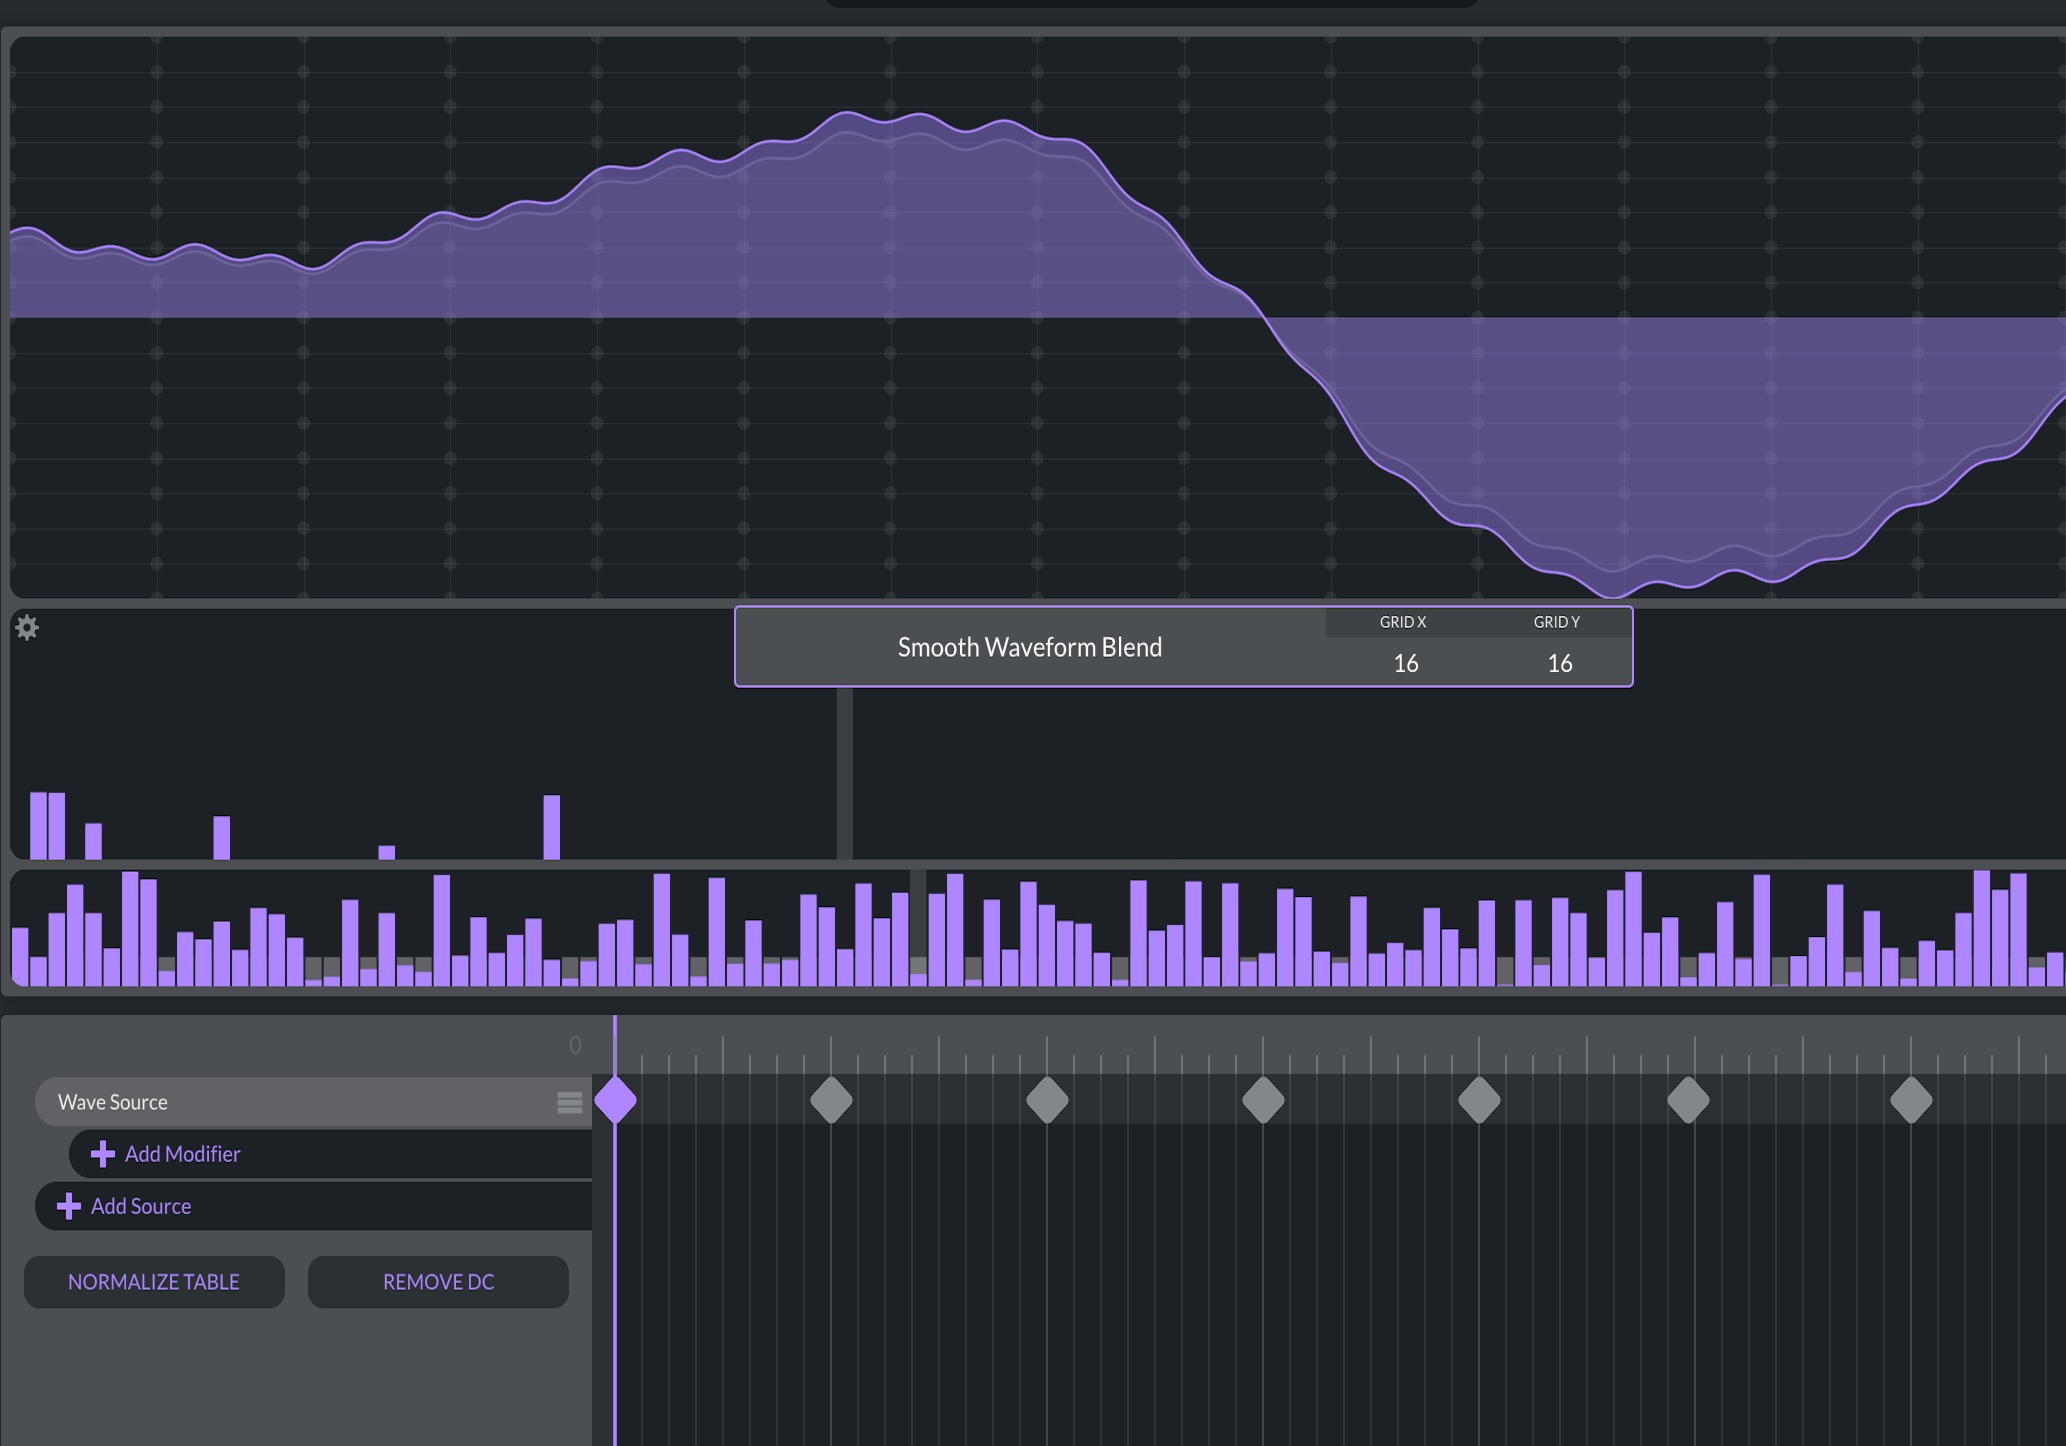 GRID X
GRID Y
Smooth Waveform Blend
16
16
0
Wave Source
Add Modifier
Add Source
NORMALIZE TABLE
REMOVE DC